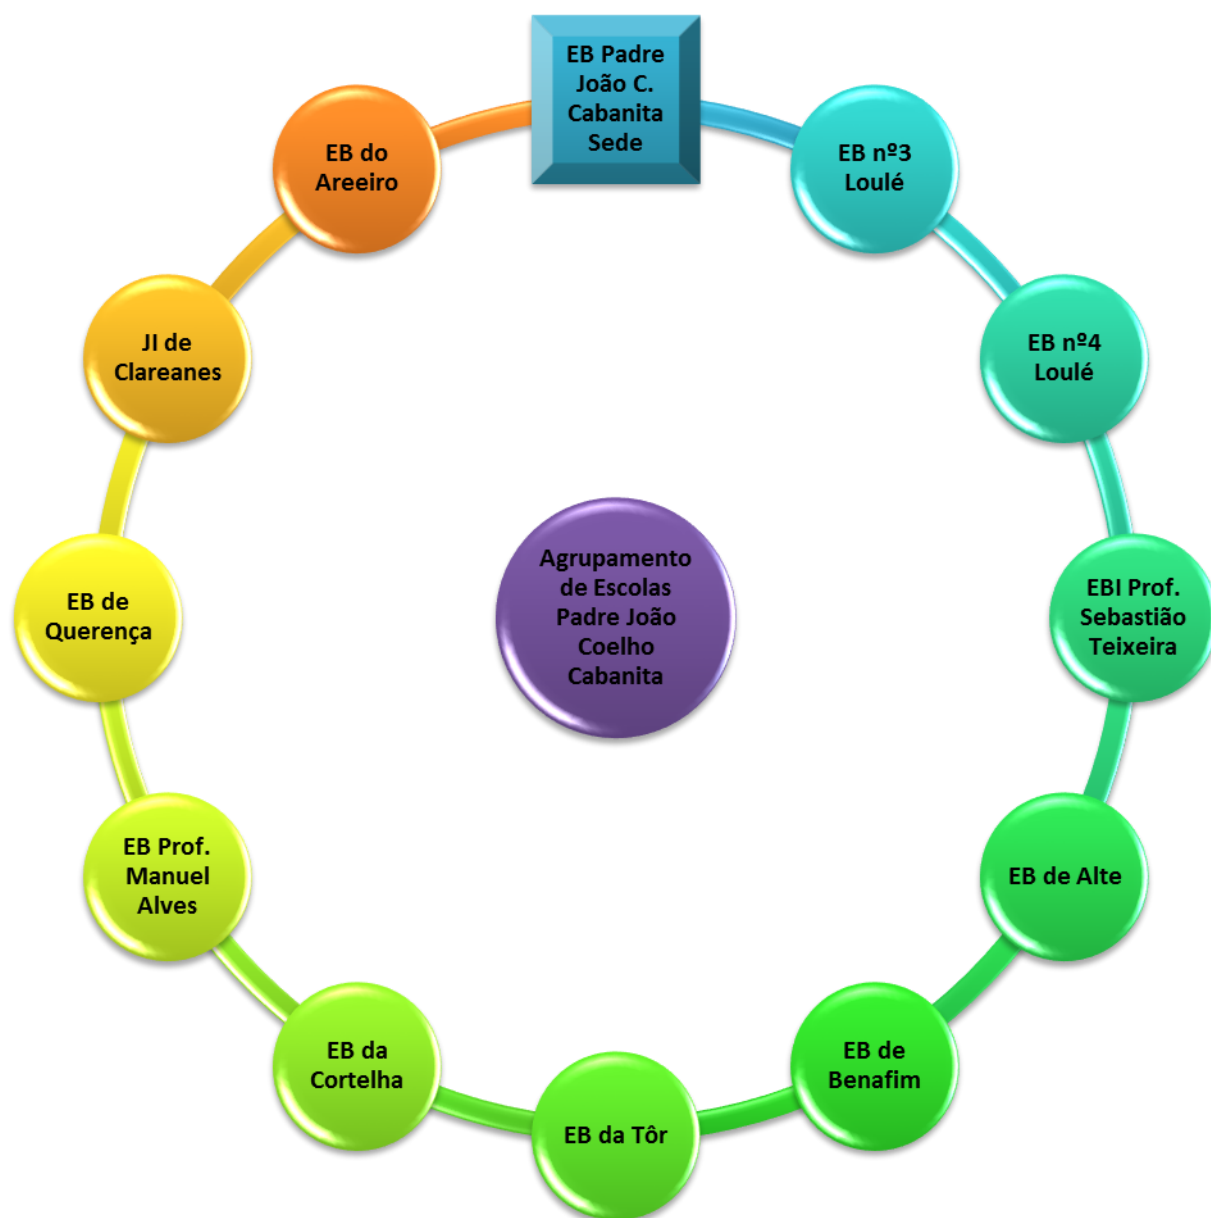 EB Padre
João C.
Cabanita
Sede
EB nº3
Loulé
EB nº4
Loulé
EBI Prof.
Sebastião
Teixeira
EB de Alte
EB de
Benafim
EB da Tôr
EB da
Cortelha
EB Prof.
Manuel
Alves
EB de
Querença
JI de
Clareanes
EB do
Areeiro
Agrupamento
de Escolas
Padre João
Coelho
Cabanita